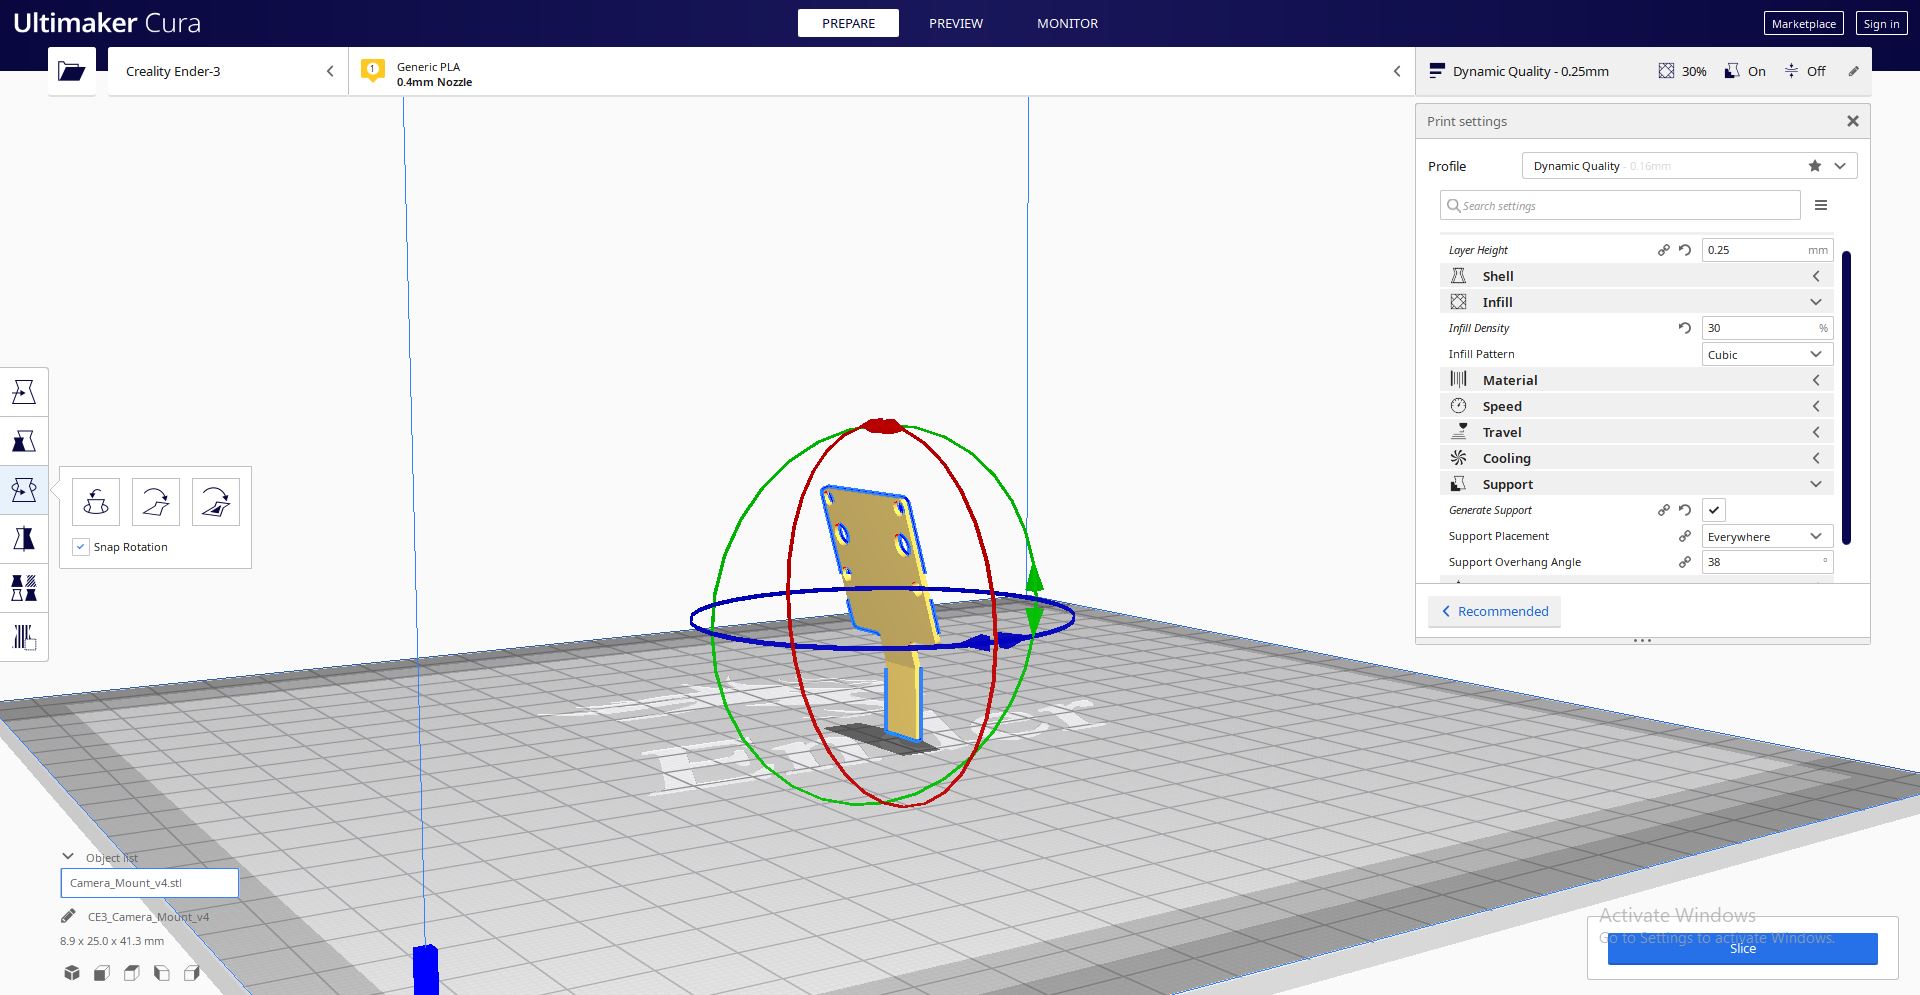 Ultimaker Cura
PREPARE
PREVIEW
MONITOR
Marketplace
Sign in
Creality Ender-3
1
Generic PLA
0.4mm Nozzle
Dynamic Quality - 0.25mm
30%
On
Off
Print settings
Profile
Dynamic Quality - 0.16mm
Search settings
Layer Height
0.25
mm
Shell
Infill
Infill Density
30
%
Infill Pattern
Cubic
Material
Speed
Travel
Cooling
Support
Generate Support
Support Placement
Everywhere
Support Overhang Angle
38
°
Recommended
Snap Rotation
Object list
Camera_Mount_v4.stl
CE3_Camera_Mount_v4
8.9 x 25.0 x 41.3 mm
Activate Windows
Go to Settings to activate Windows.
Slice